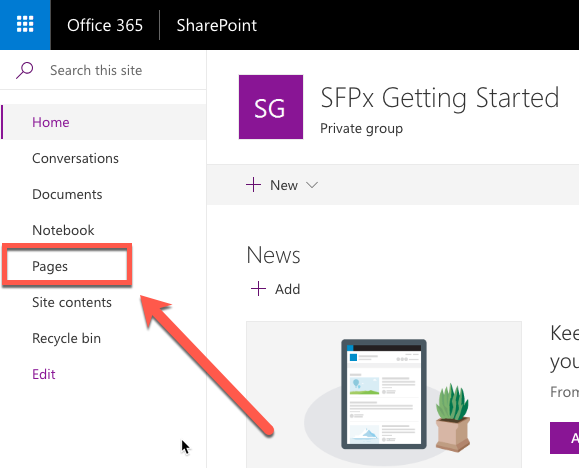 Office 365 SharePoint
Search this site
Home
Conversations
Documents
Notebook
Pages
Site contents
Recycle bin
Edit
SG
SFPx Getting Started
Private group
New
News
Add
Kee
you
From
A